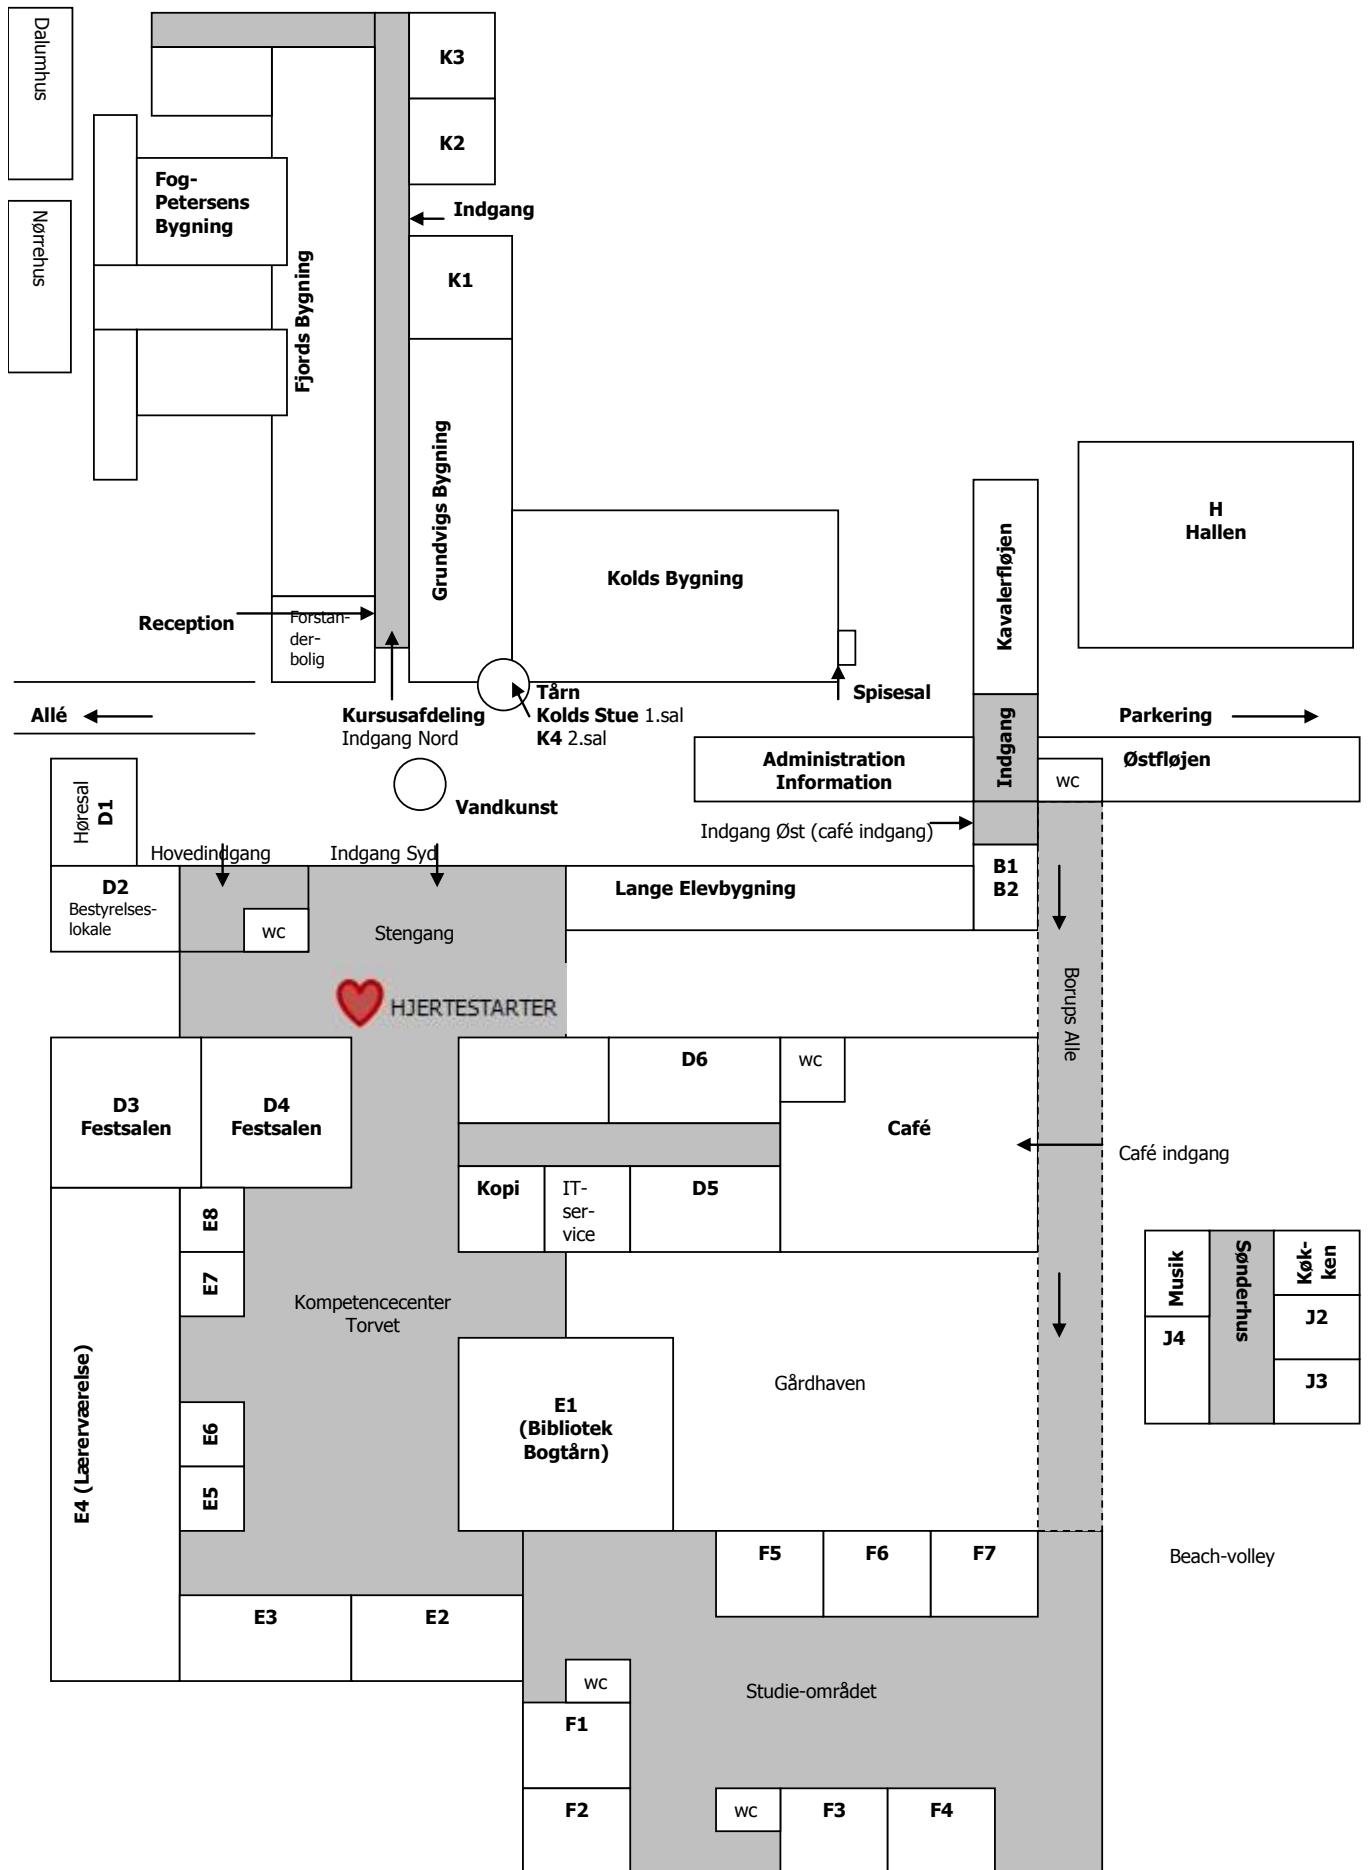 Dalumhus
K3
K2
Fog-
Petersens
Bygning
Indgang
Nørrehus
K1
Fjords Bygning
Grundvigs Bygning
H
Hallen
Kavalerfløjen
Kolds Bygning
Reception
Forstan-
der-
bolig
Tårn
Kolds Stue 1.sal
K4 2.sal
Spisesal
Allé
Kursusafdeling
Indgang Nord
Parkering
Indgang
Administration
Information
Østfløjen
wc
Høresal
D1
Vandkunst
Indgang Øst (café indgang)
Hovedindgang
Indgang Syd
D2
Bestyrelses-
lokale
wc
Stengang
Lange Elevbygning
B1
B2
Borups Alle
HJERTESTARTER
D3
Festsalen
D4
Festsalen
D6
wc
Café
Café indgang
Kopi
IT-
ser-
vice
D5
E8
E7
Kompetencecenter
Torvet
Musik
Sønderhus
Køk-
ken
J2
J4
J3
E4 (Lærerværelse)
Gårdhaven
E1
(Bibliotek
Bogtårn)
E6
E5
F5
F6
F7
Beach-volley
E3
E2
wc
Studie-området
F1
F2
wc
F3
F4